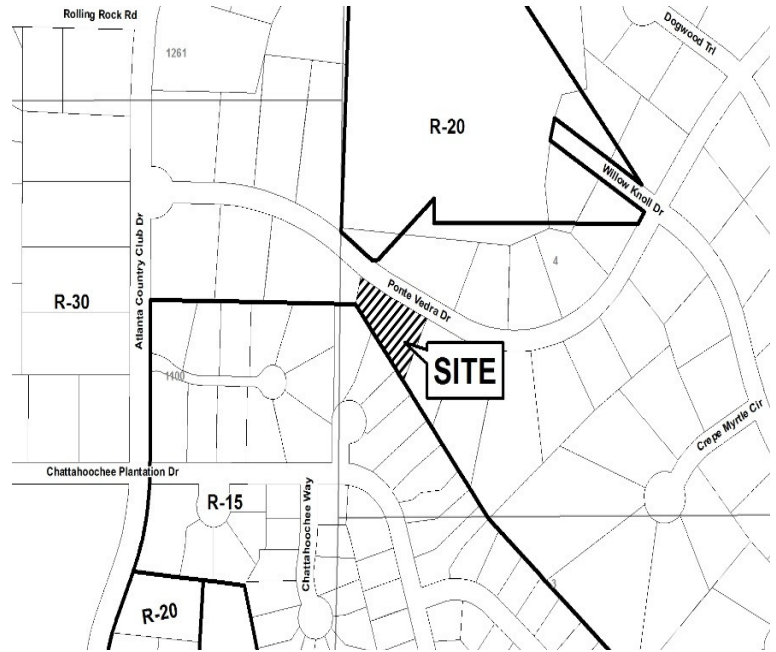 Rolling Rock Rd
1261
Dogwood Trl
R-20
Willow Knoll Dr
Atlanta Country Club Dr
4
R-30
Ponte Vedra Dr
SITE
1100
Crepe Myrtle Cir
Chattahoochee Plantation Dr
R-15
Chattahoochee Way
3
R-20